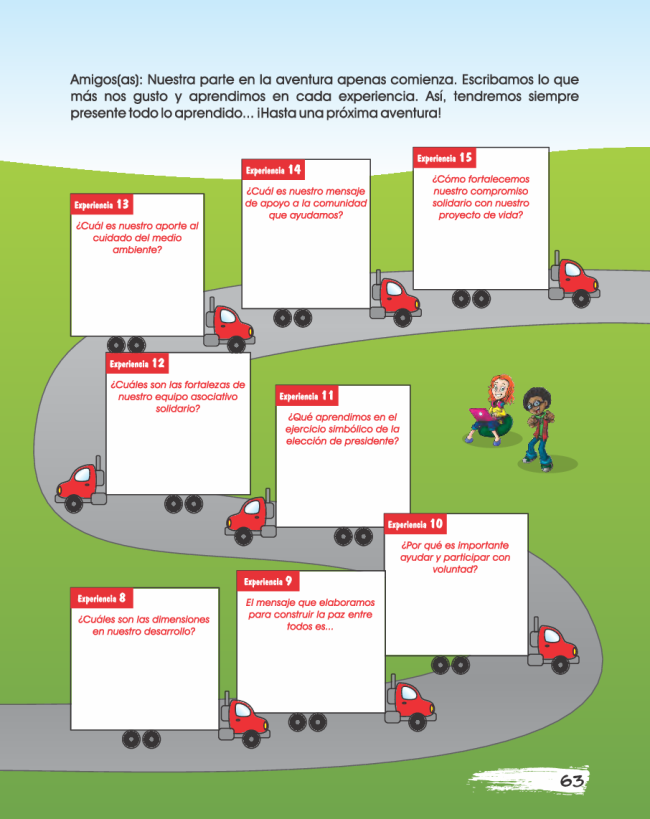 Amigos(as): Nuestra parte en la aventura apenas comienza. Escribamos lo que
más nos gusto y aprendimos en cada experiencia. Así, tendremos siempre
presente todo lo aprendido... ¡Hasta una próxima aventura!
Experiencia 13
¿Cuál es nuestro aporte al
cuidado del medio
ambiente?
Experiencia 14
¿Cuál es nuestro mensaje
de apoyo a la comunidad
que ayudamos?
Experiencia 15
¿Cómo fortalecemos
nuestro compromiso
solidario con nuestro
proyecto de vida?
Experiencia 12
¿Cuáles son las fortalezas de
nuestro equipo asociativo
solidario?
Experiencia 11
¿Qué aprendimos en el
ejercicio simbólico de la
elección de presidente?
Experiencia 10
¿Por qué es importante
ayudar y participar con
voluntad?
Experiencia 8
¿Cuáles son las dimensiones
en nuestro desarrollo?
Experiencia 9
El mensaje que elaboramos
para construir la paz entre
todos es...
63